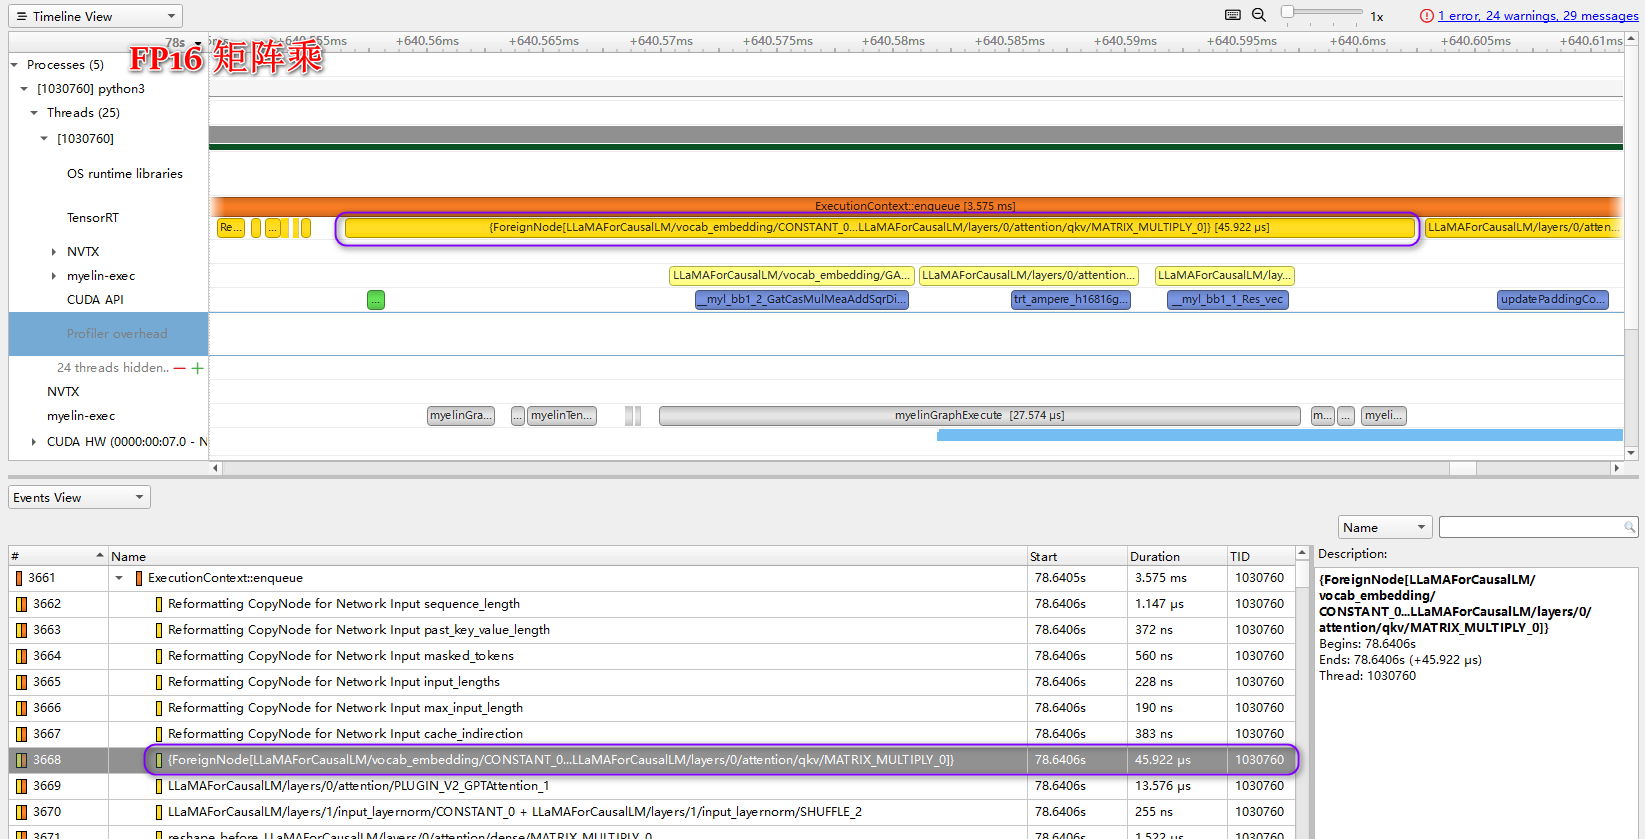 Timeline View
1x
1 error, 24 warnings, 29 messages
78s
+640.555ms
+640.56ms
+640.565ms
+640.57ms
+640.575ms
+640.58ms
+640.585ms
+640.59ms
+640.595ms
+640.6ms
+640.605ms
+640.61ms
FP16 矩阵乘
Processes (5)
[1030760] python3
Threads (25)
[1030760]
OS runtime libraries
ExecutionContext::enqueue [3.575 ms]
TensorRT
Re...
...
{ForeignNode[LLaMAForCausalLM/vocab_embedding/CONSTANT_0...LLaMAForCausalLM/layers/0/attention/qkv/MATRIX_MULTIPLY_0]} [45.922 µs]
LLaMAForCausalLM/layers/0/atten...
NVTX
myelin-exec
LLaMAForCausalLM/vocab_embedding/GA...
LLaMAForCausalLM/layers/0/attention...
LLaMAForCausalLM/lay...
CUDA API
...
__myl_bb1_2_GatCasMulMeaAddSqrDi...
trt_ampere_h16816g...
__myl_bb1_1_Res_vec
updatePaddingCo...
Profiler overhead
24 threads hidden..
NVTX
myelin-exec
myelinGra...
...
myelinTen...
myelinGraphExecute [27.574 µs]
m...
...
myeli...
CUDA HW (0000:00:07.0 - N
Events View
Name
# Name Start Duration TID
3661 ExecutionContext::enqueue 78.6405s 3.575 ms 1030760
3662 Reformatting CopyNode for Network Input sequence_length 78.6406s 1.147 µs 1030760
3663 Reformatting CopyNode for Network Input past_key_value_length 78.6406s 372 ns 1030760
3664 Reformatting CopyNode for Network Input masked_tokens 78.6406s 560 ns 1030760
3665 Reformatting CopyNode for Network Input input_lengths 78.6406s 228 ns 1030760
3666 Reformatting CopyNode for Network Input max_input_length 78.6406s 190 ns 1030760
3667 Reformatting CopyNode for Network Input cache_indirection 78.6406s 383 ns 1030760
3668 {ForeignNode[LLaMAForCausalLM/vocab_embedding/CONSTANT_0...LLaMAForCausalLM/layers/0/attention/qkv/MATRIX_MULTIPLY_0]} 78.6406s 45.922 µs 1030760
3669 LLaMAForCausalLM/layers/0/attention/PLUGIN_V2_GPTAttention_1 78.6406s 13.576 µs 1030760
3670 LLaMAForCausalLM/layers/1/input_layernorm/CONSTANT_0 + LLaMAForCausalLM/layers/1/input_layernorm/SHUFFLE_2 78.6406s 255 ns 1030760
3671 reshape_before_LLaMAForCausalLM/layers/0/attention/dense/MATRIX_MULTIPLY_0 78.6406s 1.522 µs 1030760
Description:
{ForeignNode[LLaMAForCausalLM/
vocab_embedding/
CONSTANT_0...LLaMAForCausalLM/layers/0/
attention/qkv/MATRIX_MULTIPLY_0]}
Begins: 78.6406s
Ends: 78.6406s (+45.922 µs)
Thread: 1030760